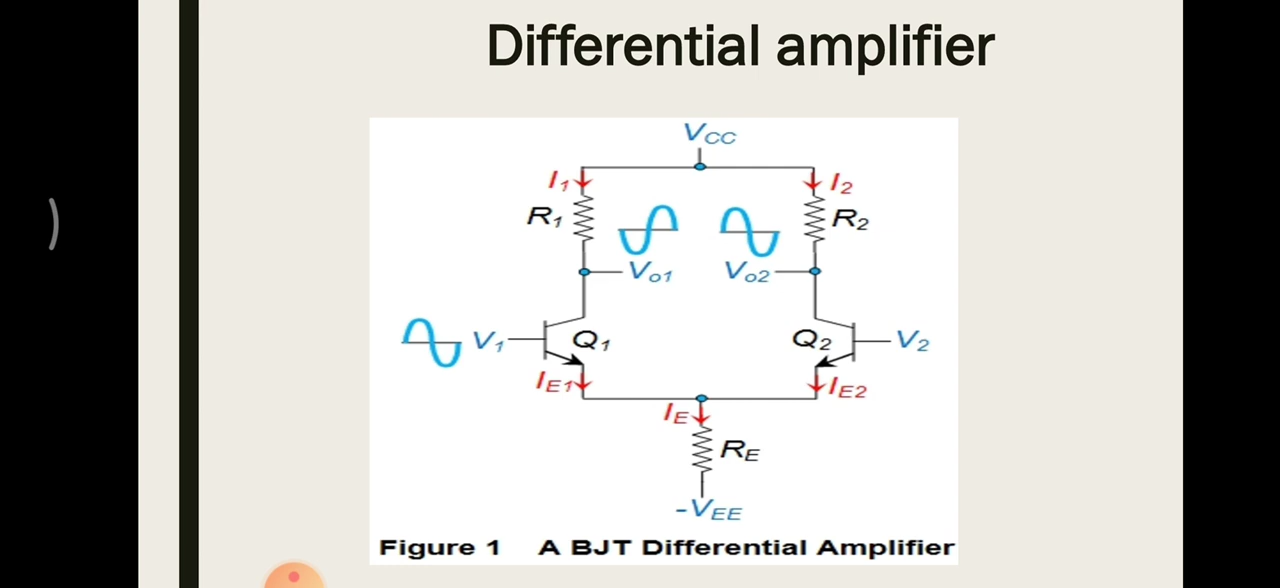 Differential amplifier
VCC
I1 I2
R1 R2
Vo1 Vo2
V1 Q1 Q2 V2
IE1 IE2
IE
RE
-VEE
Figure 1 A BJT Differential Amplifier